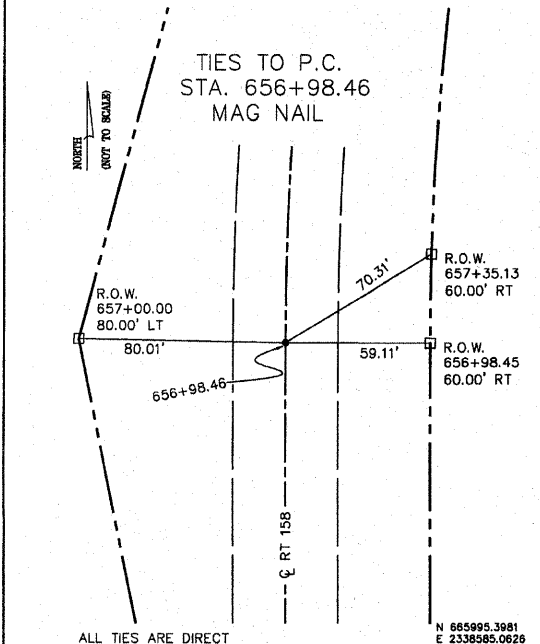 TIES TO P.C.
STA. 656+98.46
MAG NAIL
NORTH
(NOT TO SCALE)
R.O.W.
657+35.13
60.00' RT
70.31'
R.O.W.
657+00.00
80.00' LT
80.01'
59.11'
R.O.W.
656+98.45
60.00' RT
656+98.46
℄ RT 158
ALL TIES ARE DIRECT
N 665995.3981
E 2338585.0626